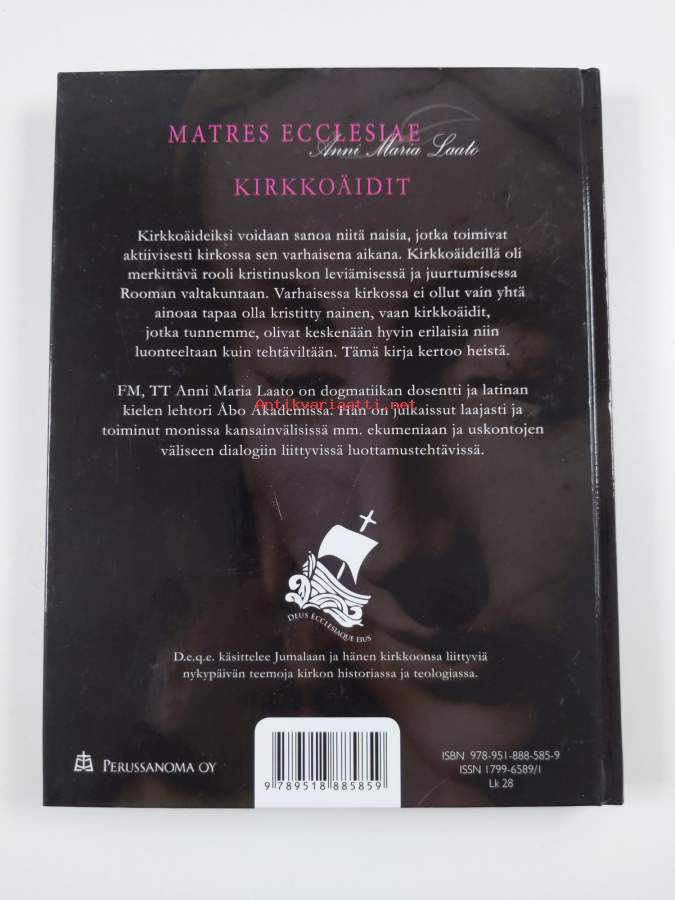 MATRES ECCLESIAE
Anni Maria Laato
KIRKKOÄIDIT
Kirkkoäideiksi voidaan sanoa niitä naisia, jotka toimivat
aktiivisesti kirkossa sen varhaisena aikana. Kirkkoäideillä oli
merkittävä rooli kristinuskon leviämisessä ja juurtumisessa
Rooman valtakuntaan. Varhaisessa kirkossa ei ollut vain yhtä
ainoaa tapaa olla kristitty nainen, vaan kirkkoäidit,
jotka tunnemme, olivat keskenään hyvin erilaisia niin
luonteeltaan kuin tehtäviltään. Tämä kirja kertoo heistä.
FM, TT Anni Maria Laato on dogmatiikan dosentti ja latinan
kielen lehtori Åbo Akademissa. Hän on julkaissut laajasti ja
Antikvariaatti.net
toiminut monissa kansainvälisissä mm. ekumeniaan ja uskontojen
väliseen dialogiin liittyvissä luottamustehtävissä.
DEUS ECCLESIAQUE EIUS
D.e.q.e. käsittelee Jumalaan ja hänen kirkkoonsa liittyviä
nykypäivän teemoja kirkon historiassa ja teologiassa.
PERUSSANOMA OY
9 789518 885859
ISBN 978-951-888-585-9
ISSN 1799-6589/1
Lk 28